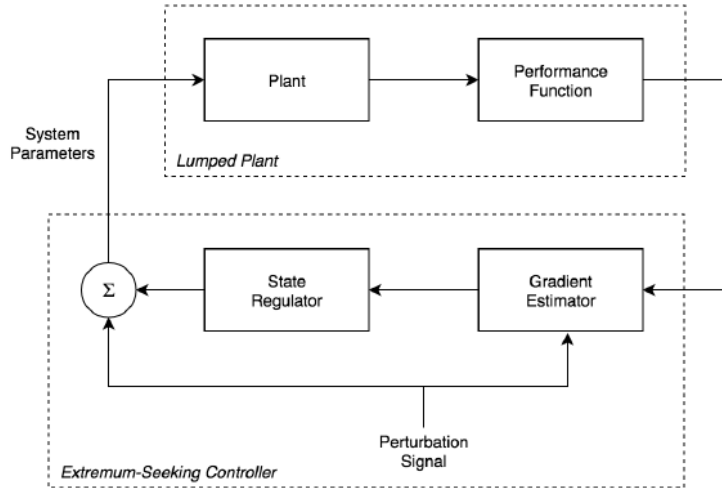 Plant
Performance
Function
System
Parameters
Lumped Plant
State
Regulator
Gradient
Estimator
Σ
Perturbation
Signal
Extremum-Seeking Controller